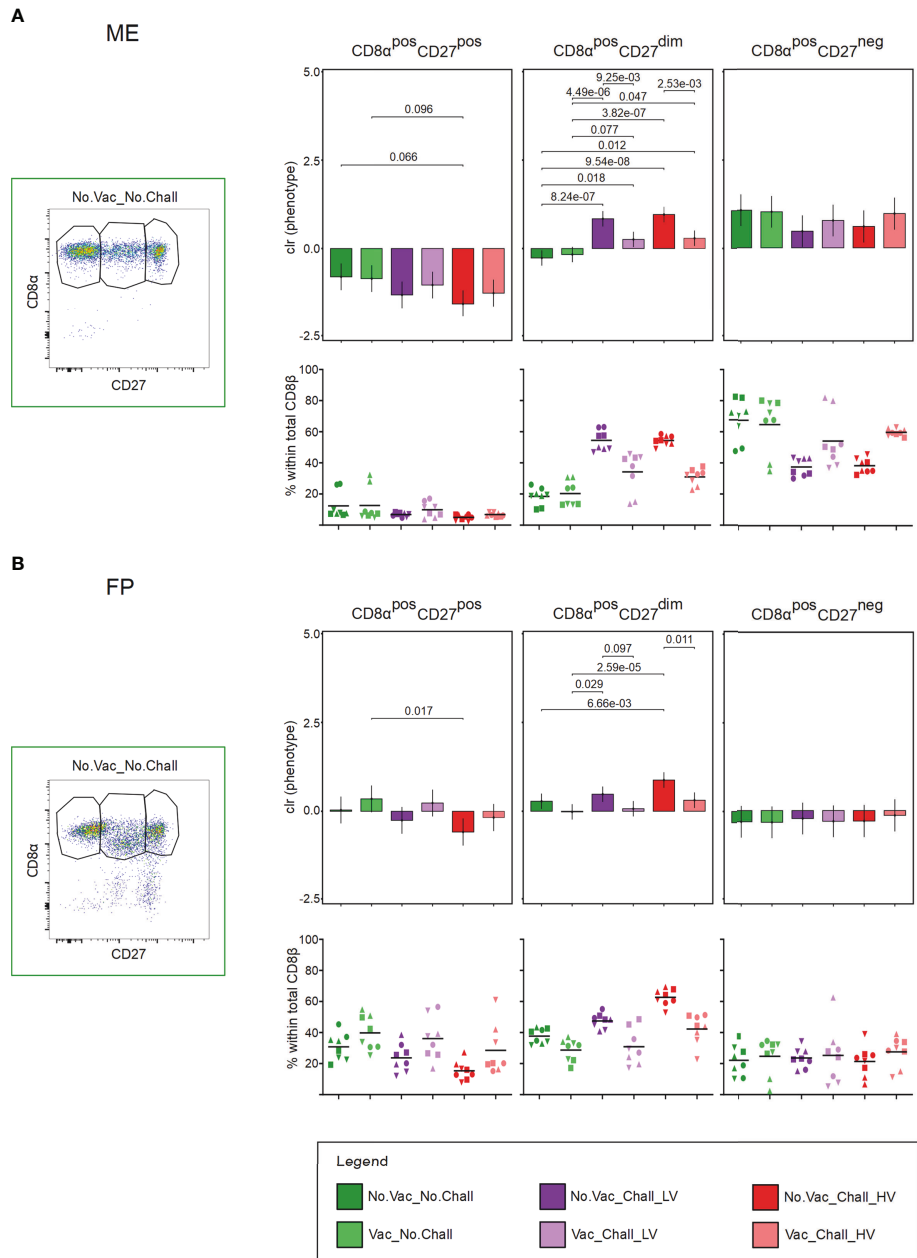 A
ME
CD8αposCD27pos
CD8αposCD27dim
CD8αposCD27neg
No.Vac_No.Chall
CD8α
CD27
clr (phenotype)
5.0
2.5
0.0
-2.5
0.096
0.066
9.25e-03
4.49e-06
2.53e-03
0.047
3.82e-07
0.077
0.012
9.54e-08
0.018
8.24e-07
% within total CD8β
100
80
60
40
20
B
FP
CD8αposCD27pos
CD8αposCD27dim
CD8αposCD27neg
No.Vac_No.Chall
CD8α
CD27
clr (phenotype)
5.0
2.5
0.0
-2.5
0.017
0.011
0.097
2.59e-05
0.029
6.66e-03
% within total CD8β
100
80
60
40
20
Legend
No.Vac_No.Chall
No.Vac_Chall_LV
No.Vac_Chall_HV
Vac_No.Chall
Vac_Chall_LV
Vac_Chall_HV